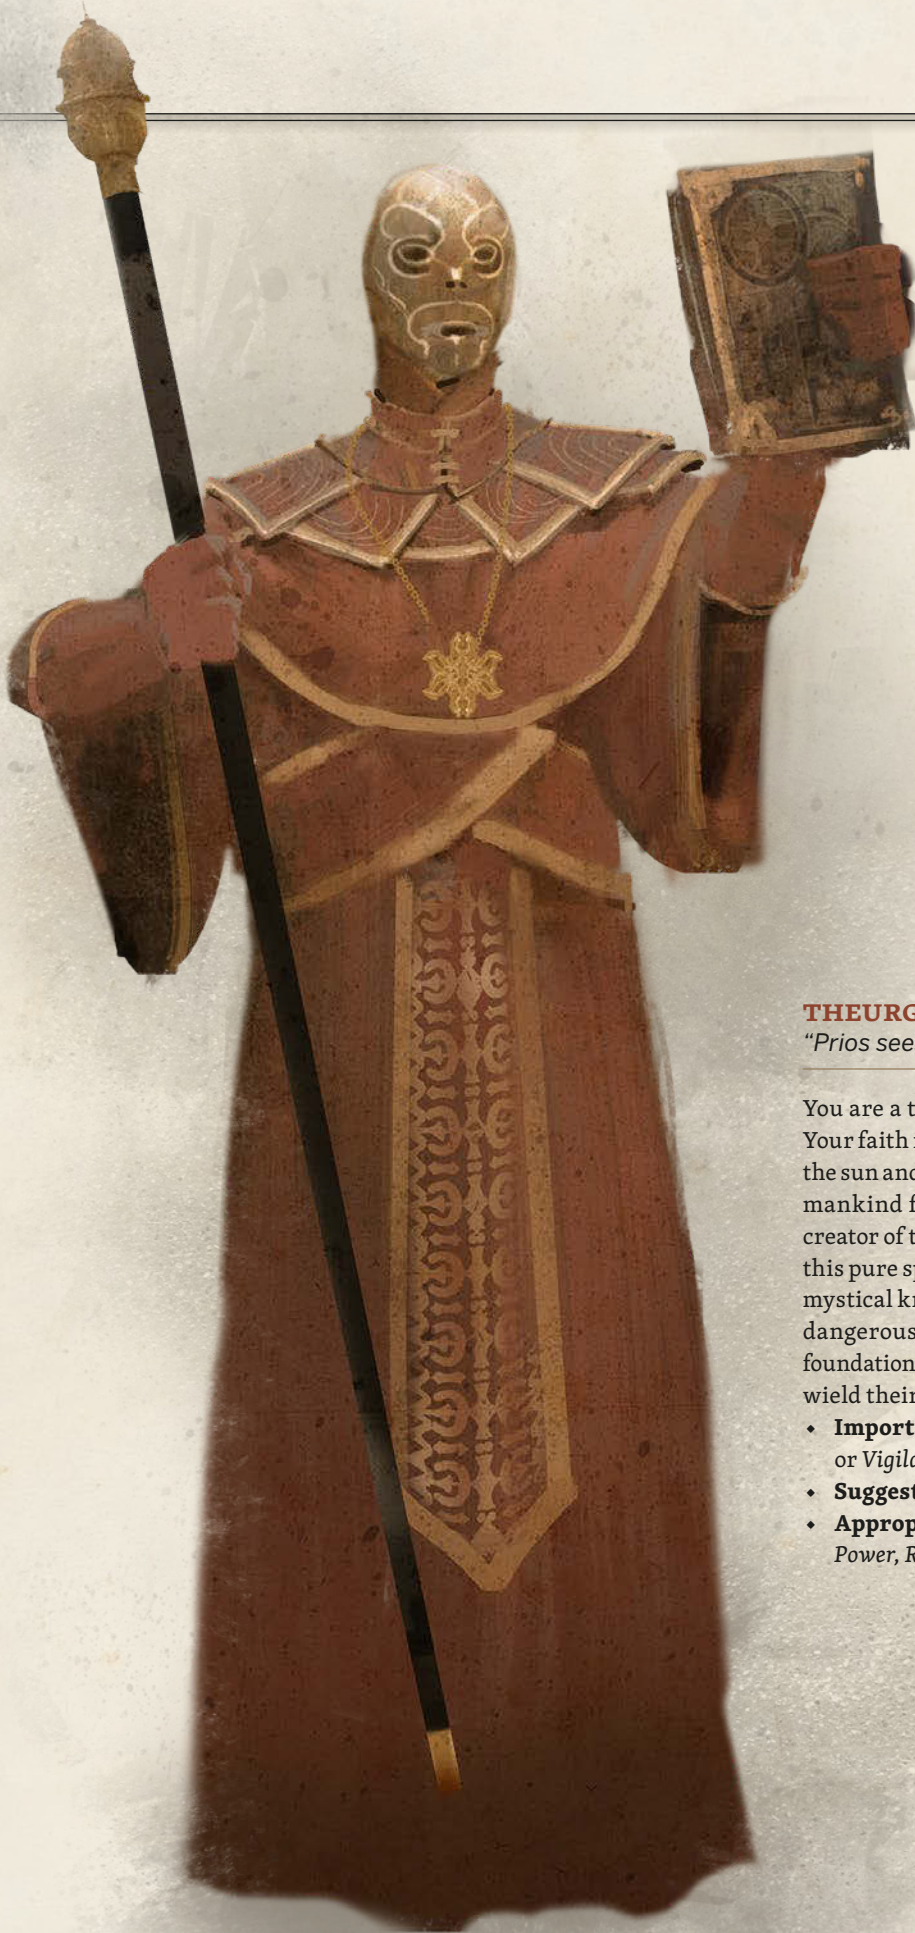 THEURG
“Prios see
You are a t
Your faith
the sun and
mankind f
creator of t
this pure sp
mystical kn
dangerous
foundation
wield their
Import
or Vigila
Suggest
Approp
Power, R